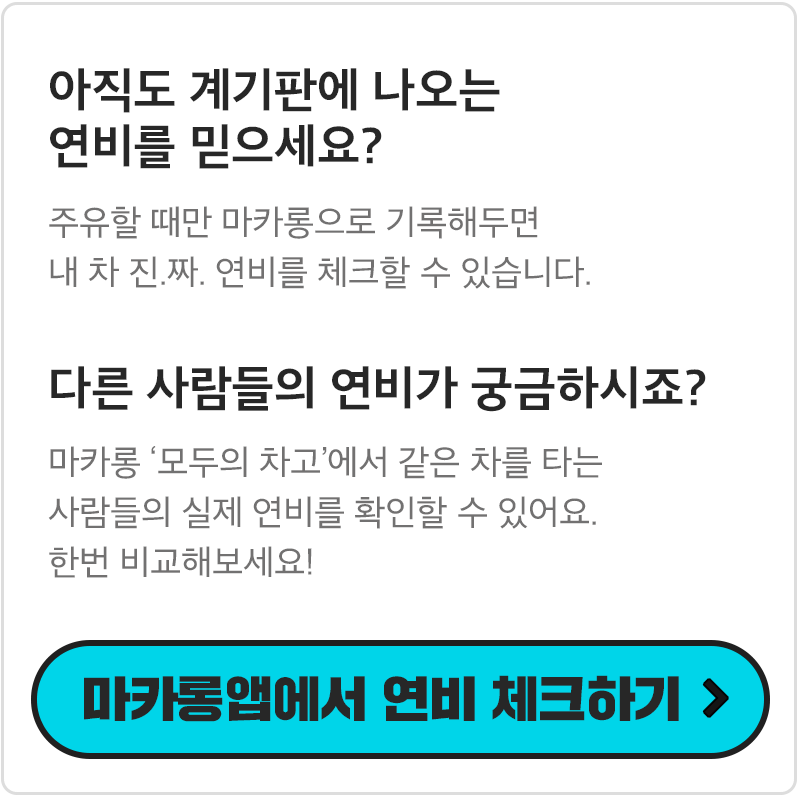 아직도 계기판에 나오는
연비를 믿으세요?
주유할 때만 마카롱으로 기록해두면
내 차 진.짜. 연비를 체크할 수 있습니다.
다른 사람들의 연비가 궁금하시죠?
마카롱 ‘모두의 차고’에서 같은 차를 타는
사람들의 실제 연비를 확인할 수 있어요.
한번 비교해보세요!
마카롱앱에서 연비 체크하기